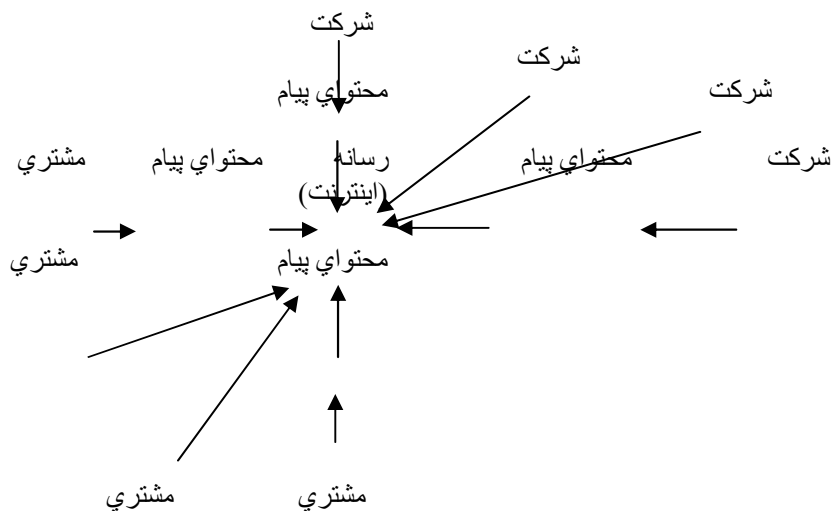 شركت
شركت
محتواي پيام
شركت
مشتري
محتواي پيام
رسانه
محتواي پيام
شركت
(اينترنت)
مشتري
محتواي پيام
مشتري
مشتري